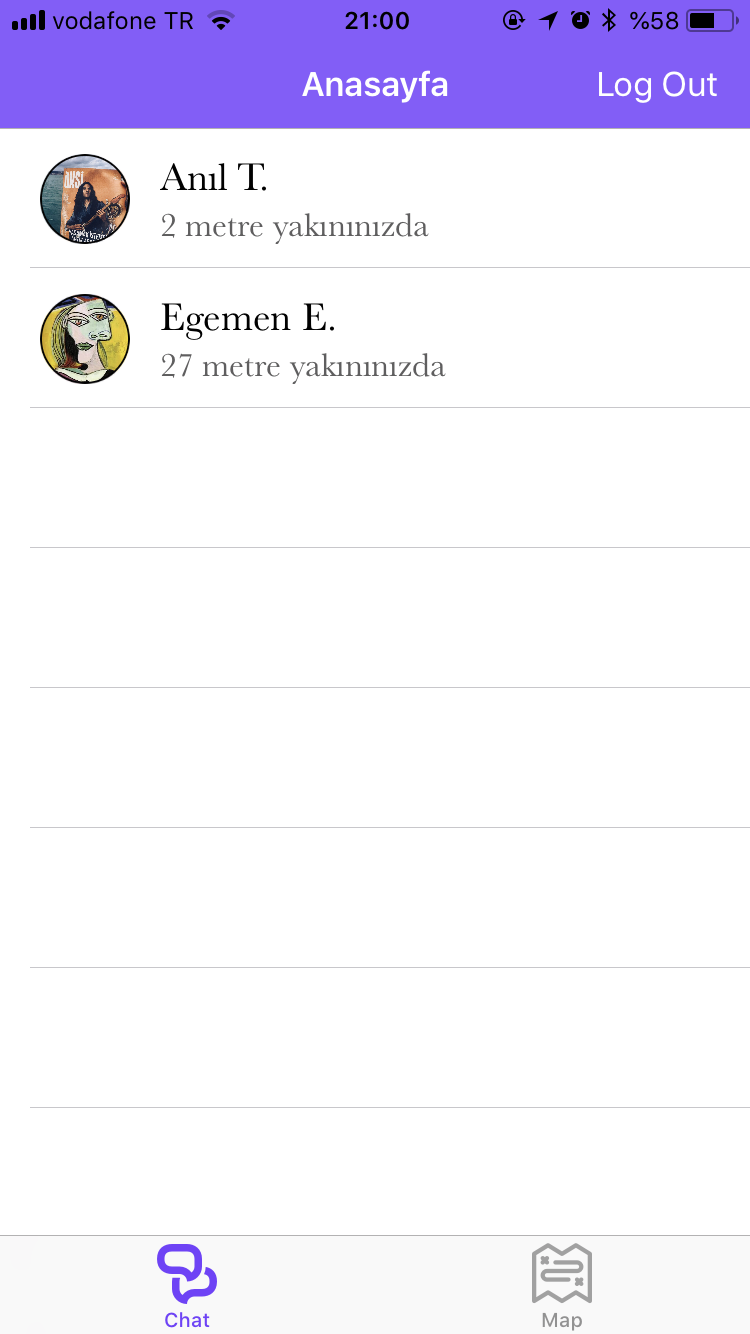 vodafone TR
21:00
%58
Anasayfa
Log Out
Anıl T.
2 metre yakınınızda
Egemen E.
27 metre yakınınızda
Chat
Map